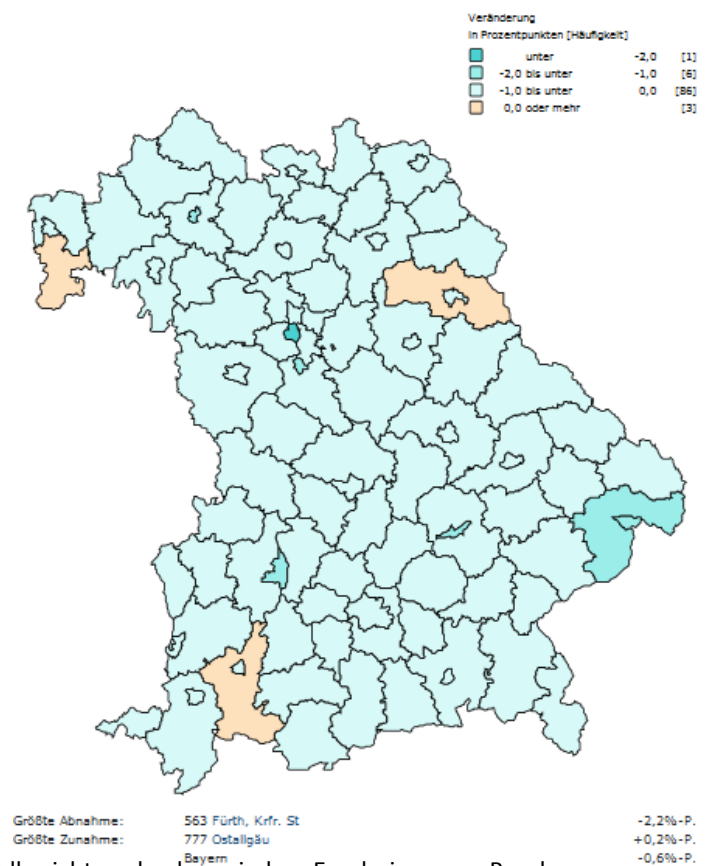 Veränderung
in Prozentpunkten [Häufigkeit]
unter -2,0 [1]
-2,0 bis unter -1,0 [6]
-1,0 bis unter 0,0 [86]
0,0 oder mehr [3]
Größte Abnahme: 563 Fürth, Krfr. St -2,2%-P.
Größte Zunahme: 777 Ostallgäu +0,2%-P.
Bayern -0,6%-P.